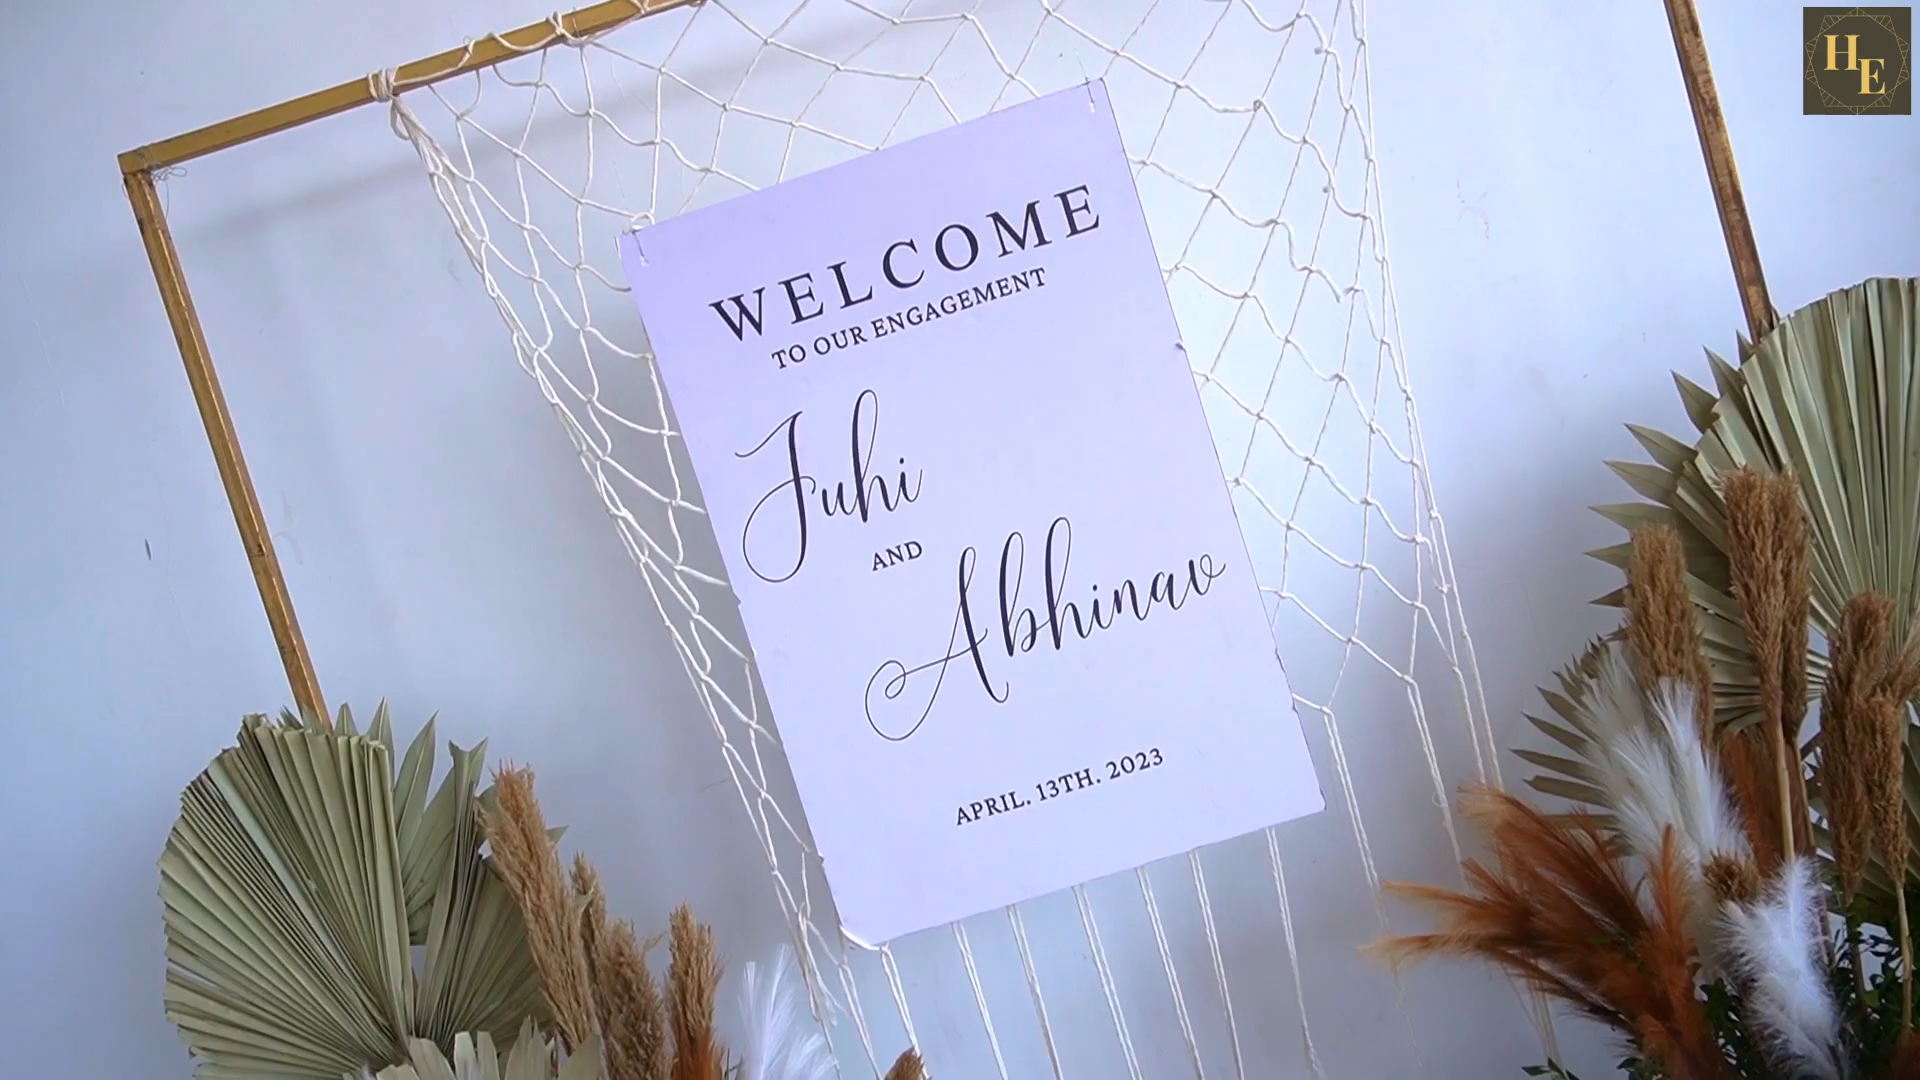 HE
WELCOME
TO OUR ENGAGEMENT
Juhi
AND
Abhinav
APRIL. 13TH. 2023